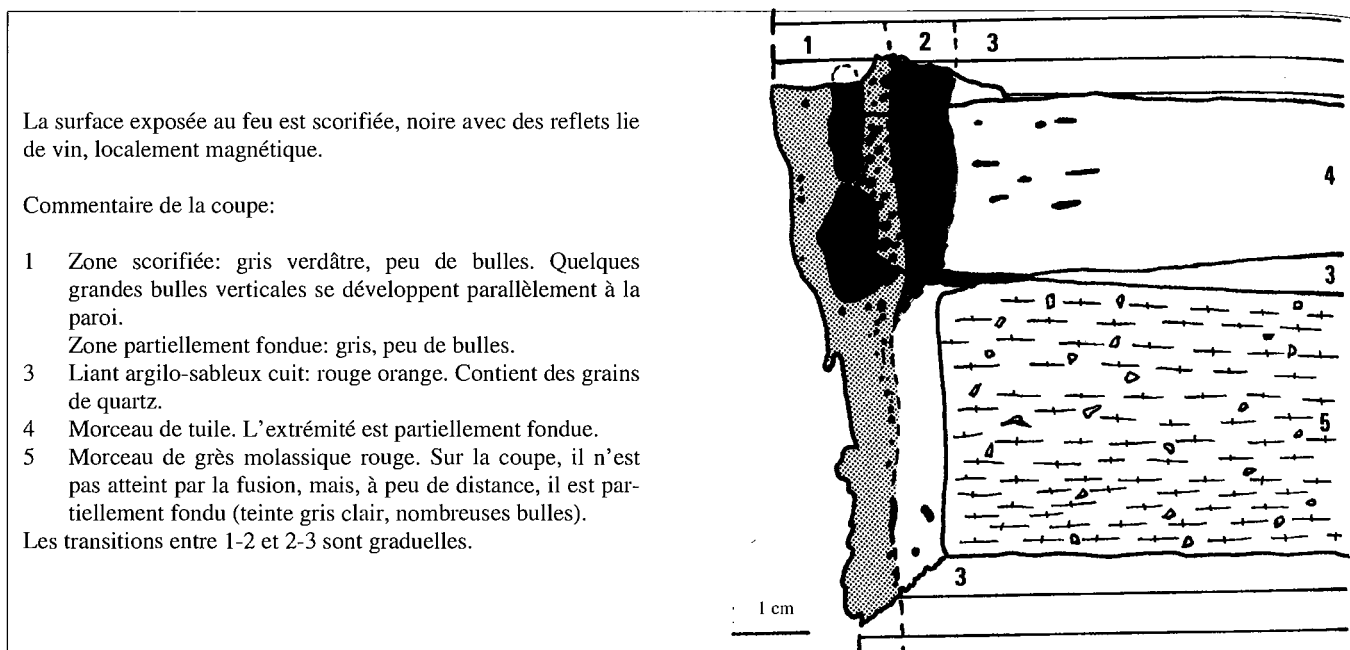 La surface exposée au feu est scorifiée, noire avec des reflets lie
de vin, localement magnétique.
Commentaire de la coupe:
1 Zone scorifiée: gris verdâtre, peu de bulles. Quelques
grandes bulles verticales se développent parallèlement à la
paroi.
Zone partiellement fondue: gris, peu de bulles.
3 Liant argilo-sableux cuit: rouge orange. Contient des grains
de quartz.
4 Morceau de tuile. L'extrémité est partiellement fondue.
5 Morceau de grès molassique rouge. Sur la coupe, il n'est
pas atteint par la fusion, mais, à peu de distance, il est par-
tiellement fondu (teinte gris clair, nombreuses bulles).
Les transitions entre 1-2 et 2-3 sont graduelles.
1 2 3
4
3
5
3
1 cm